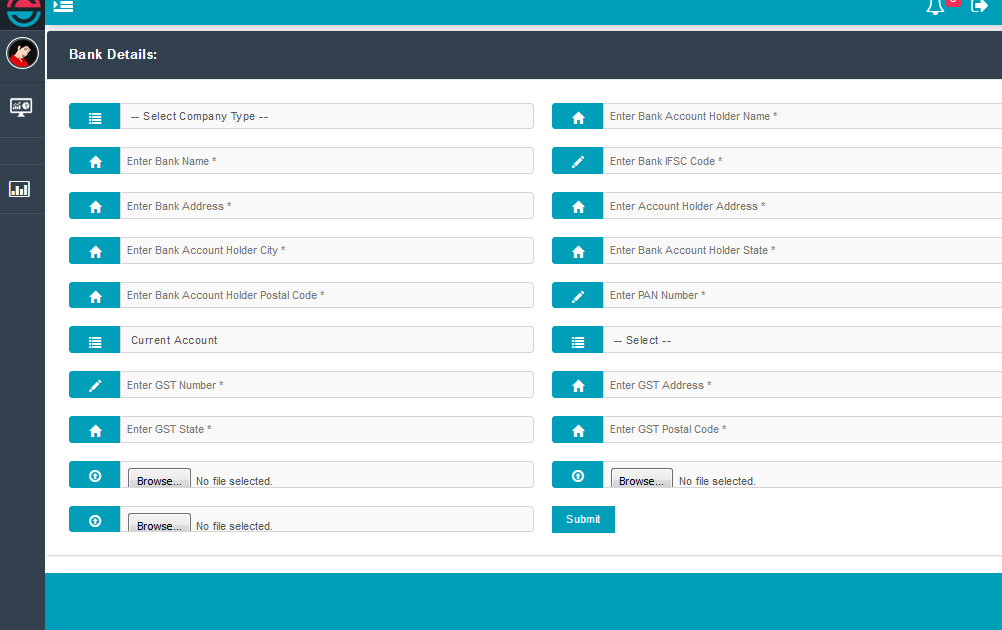 Bank Details:
-- Select Company Type --
Enter Bank Account Holder Name *
Enter Bank Name *
Enter Bank IFSC Code *
Enter Bank Address *
Enter Account Holder Address *
Enter Bank Account Holder City *
Enter Bank Account Holder State *
Enter Bank Account Holder Postal Code *
Enter PAN Number *
Current Account
-- Select --
Enter GST Number *
Enter GST Address *
Enter GST State *
Enter GST Postal Code *
Browse... No file selected.
Browse... No file selected.
Browse... No file selected.
Submit